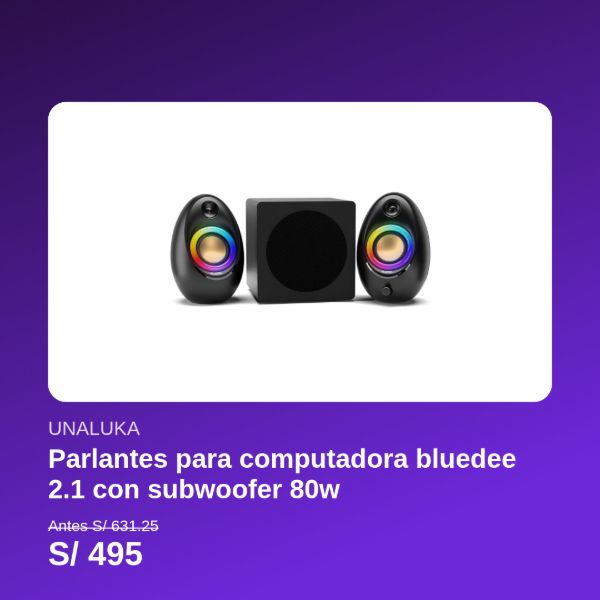 UNALUKA
Parlantes para computadora bluedee
2.1 con subwoofer 80w
Antes S/ 631.25
S/ 495